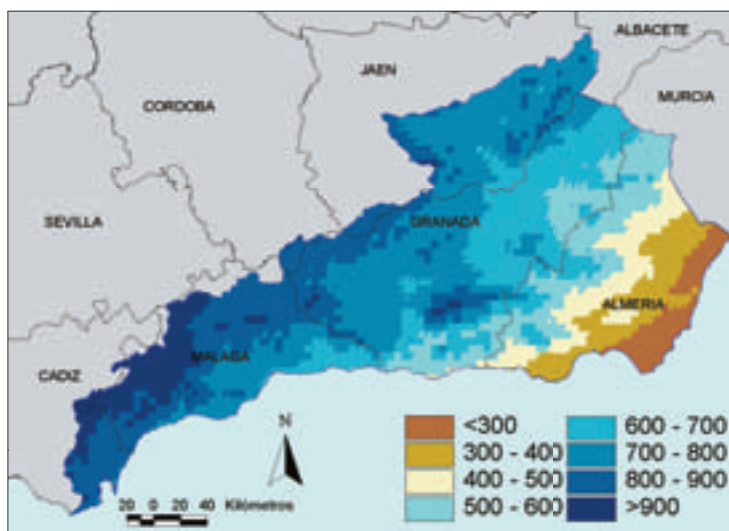 ALBACETE
JAEN
MURCIA
CORDOBA
SEVILLA
GRANADA
ALMERIA
MALAGA
CADIZ
N
<300
600 - 700
300 - 400
700 - 800
400 - 500
800 - 900
500 - 600
>900
20 0 20 40 Kilómetros